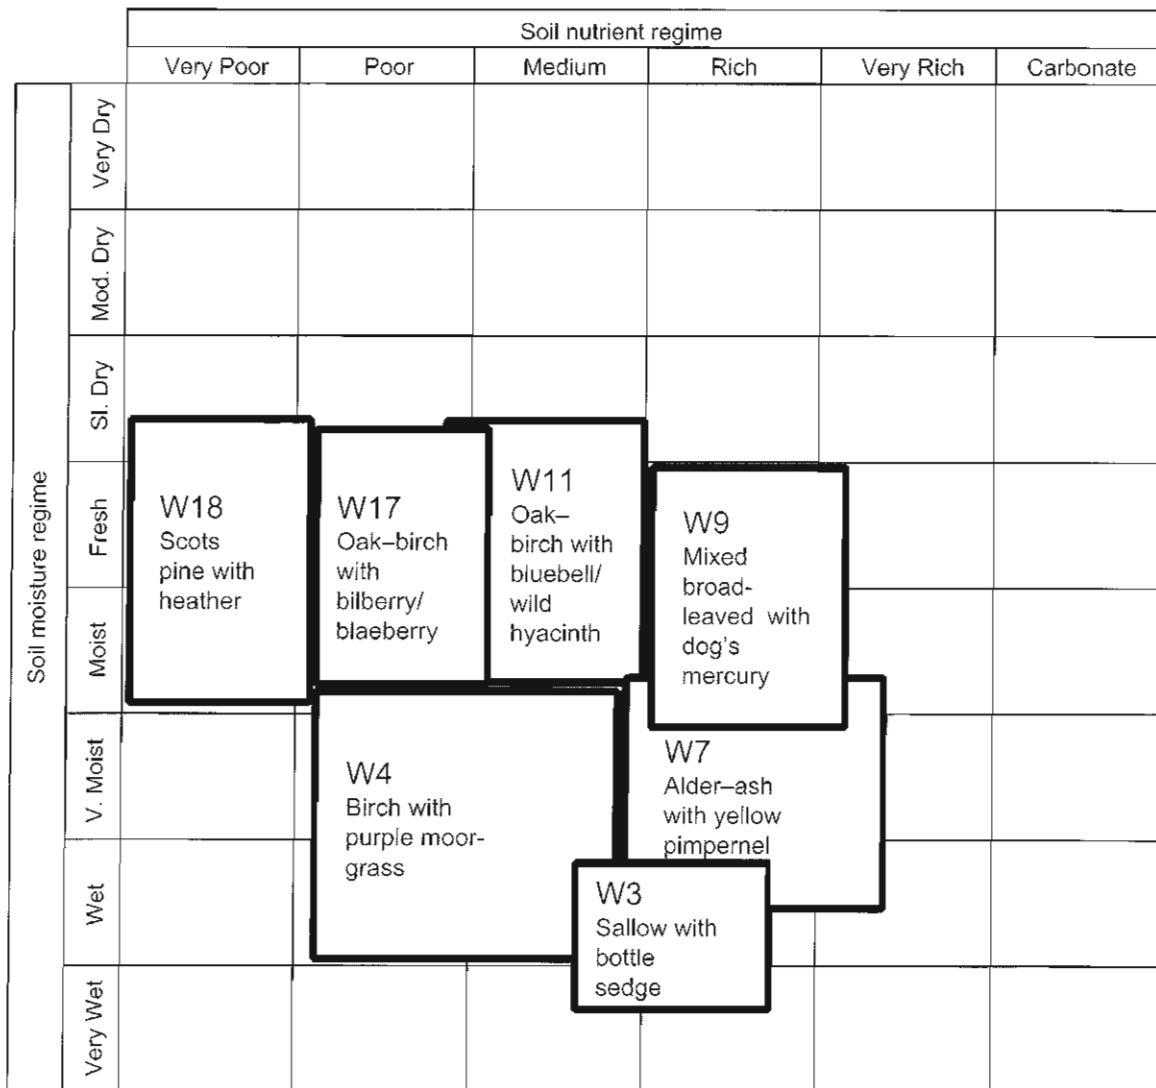 Soil nutrient regime
Very Poor
Poor
Medium
Rich
Very Rich
Carbonate
Soil moisture regime
Very Dry
Mod. Dry
Sl. Dry
Fresh
Moist
V. Moist
Wet
Very Wet
W18
Scots
pine with
heather
W17
Oak–birch
with
bilberry/
blaeberry
W11
Oak–
birch with
bluebell/
wild
hyacinth
W9
Mixed
broad-
leaved with
dog's
mercury
W4
Birch with
purple moor-
grass
W7
Alder–ash
with yellow
pimpernel
W3
Sallow with
bottle
sedge